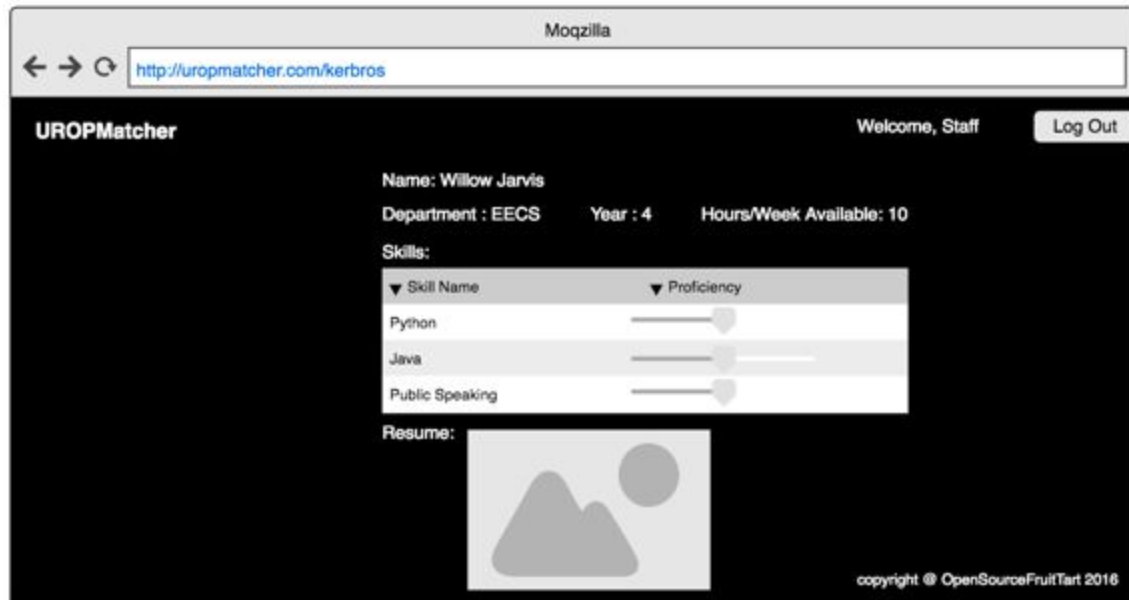 Moqzilla
http://uropmatcher.com/kerbros
UROPMatcher
Welcome, Staff
Log Out
Name: Willow Jarvis
Department : EECS Year : 4 Hours/Week Available: 10
Skills:
▼ Skill Name ▼ Proficiency
Python
Java
Public Speaking
Resume:
copyright @ OpenSourceFruitTart 2016